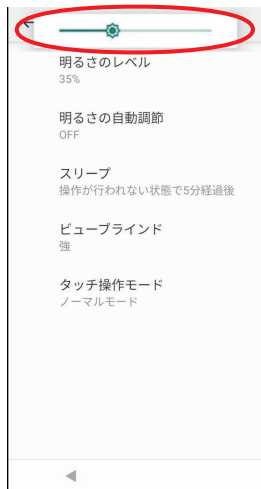 明るさのレベル
35%
明るさの自動調節
OFF
スリープ
操作が行われない状態で5分経過後
ビューブラインド
強
タッチ操作モード
ノーマルモード